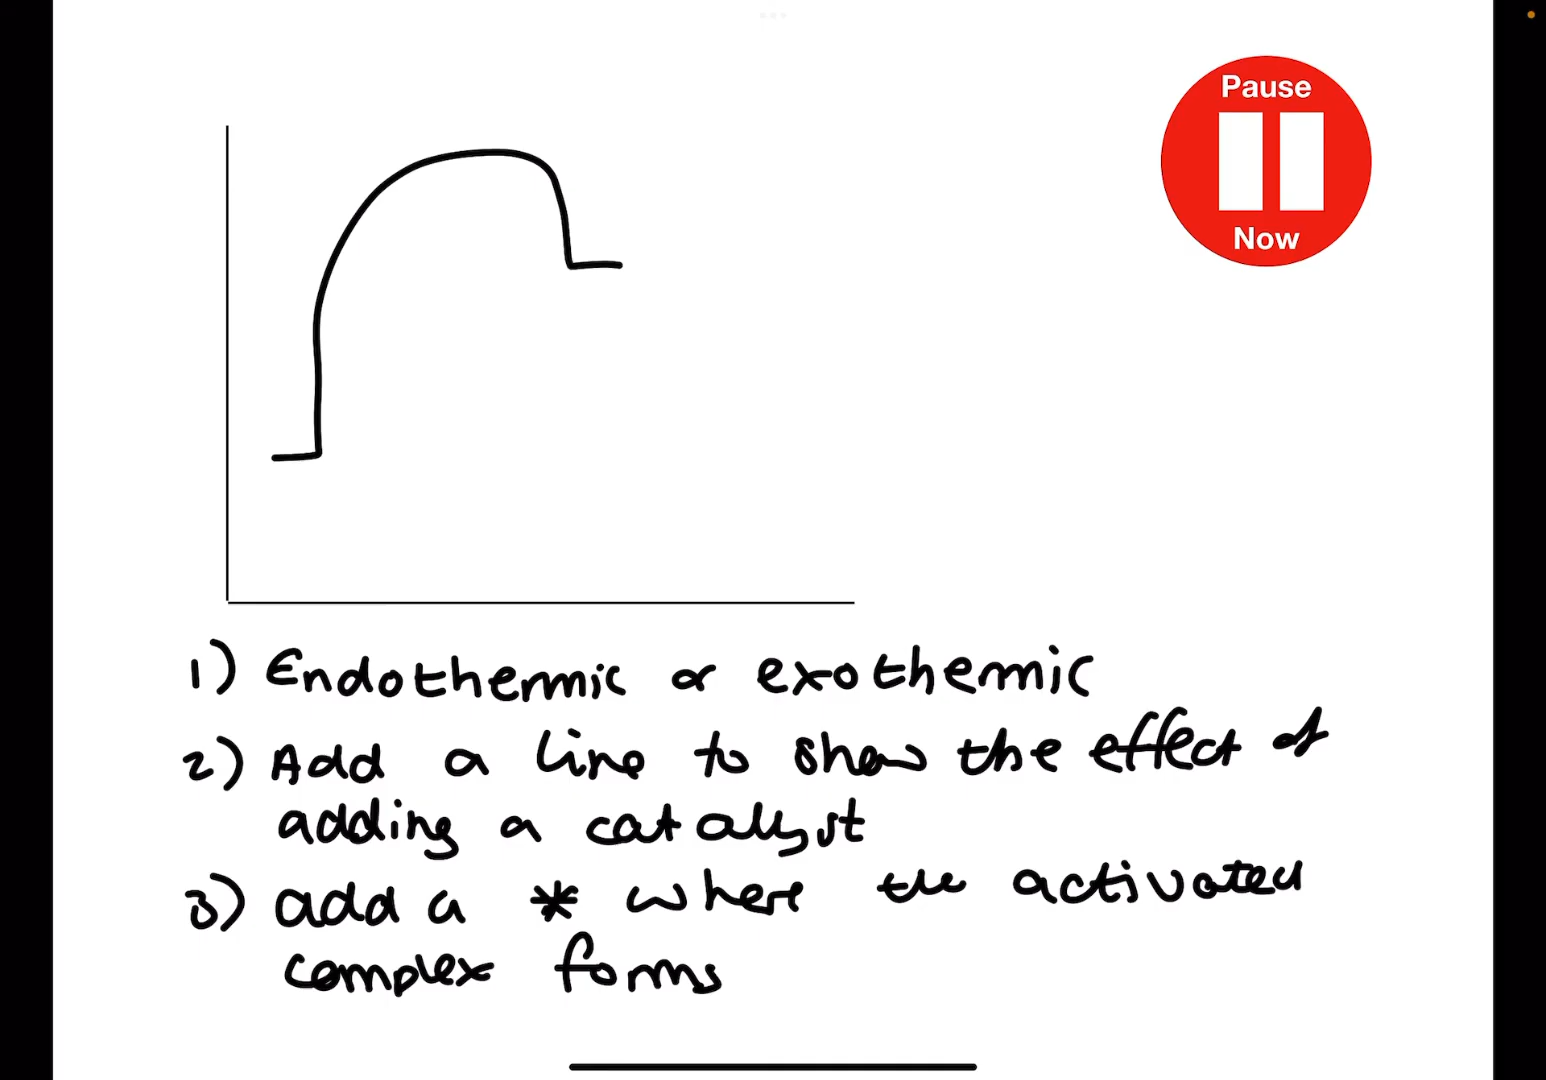 Pause
Now
1) Endothermic or exothermic
2) Add a line to show the effect of
adding a catalyst
3) add a * where the activated
complex forms